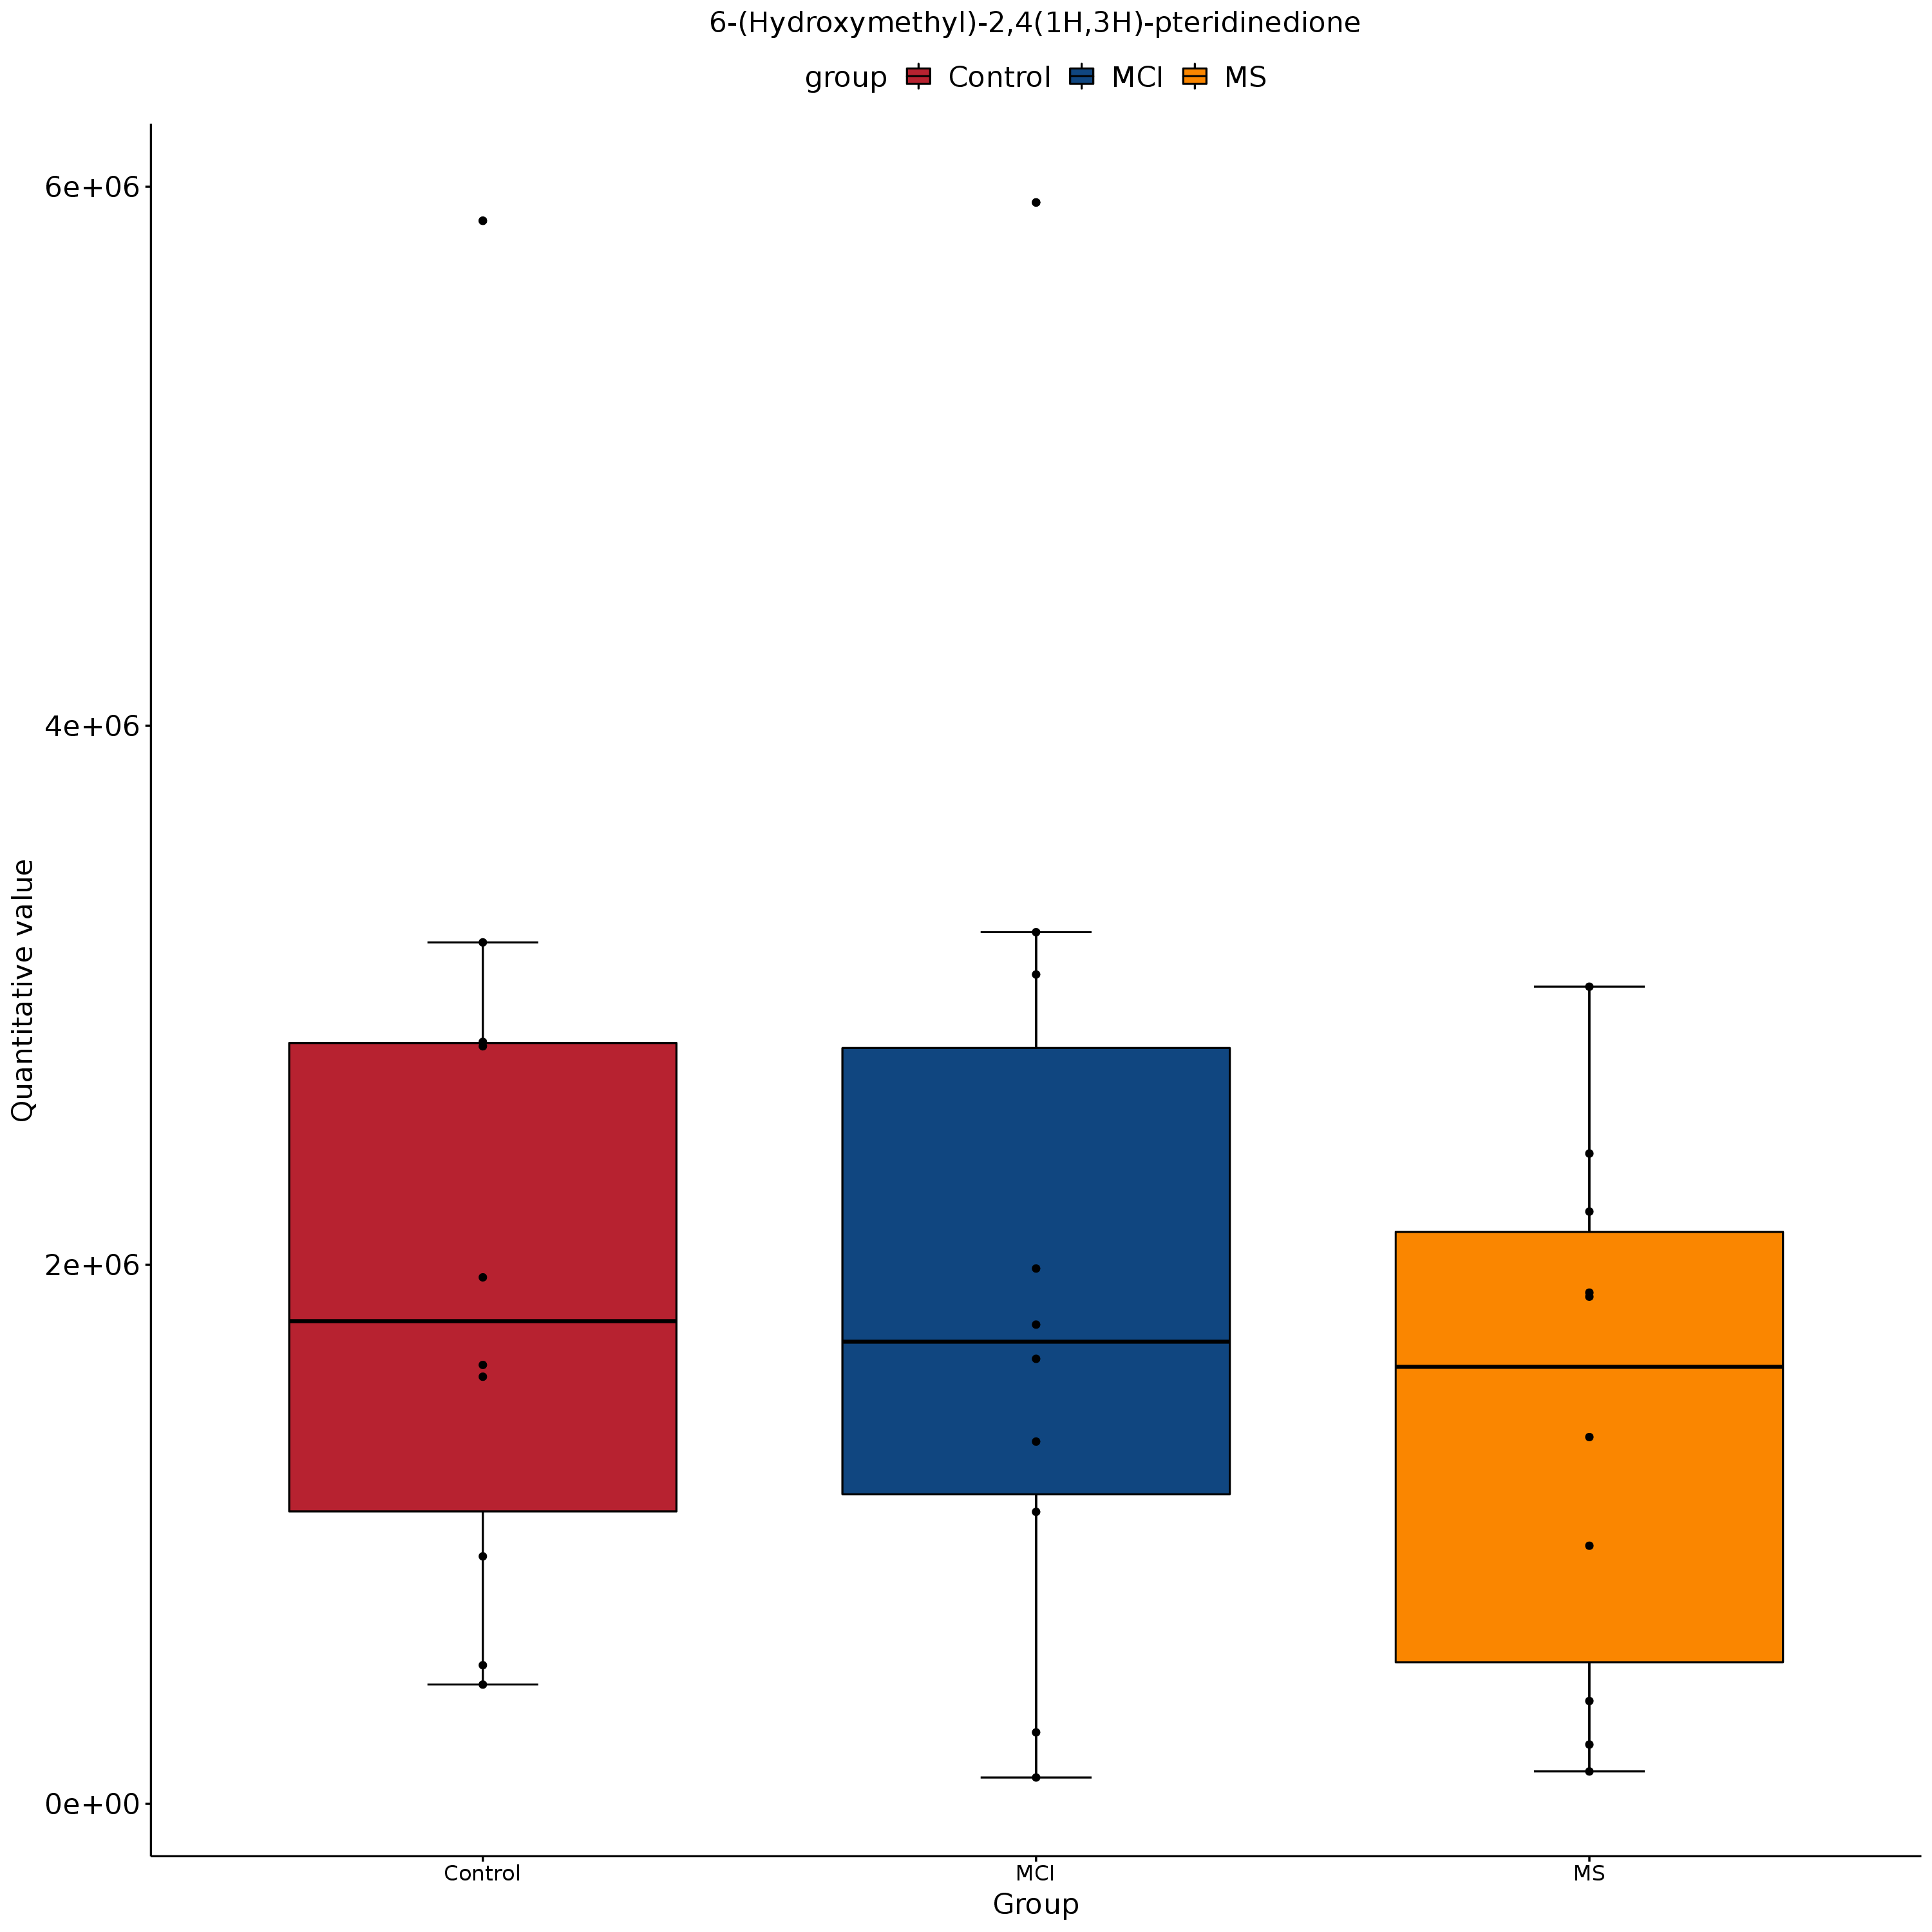 6-(Hydroxymethyl)-2,4(1H,3H)-pteridinedione
group Control MCI MS
6e+06
4e+06
2e+06
0e+00
Quantitative value
Control MCI MS
Group